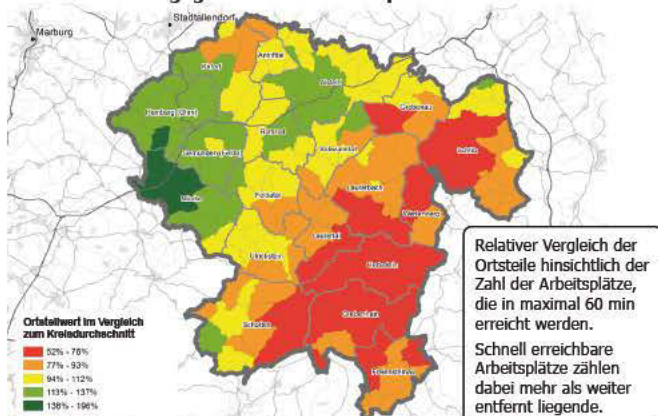 Stadtallendorf
Marburg
Antrifttal
Kirtorf
Alsfeld
Grebenau
Homberg (Ohm)
Romrod
Schlitz
Gemünden (Felda)
Schwalmtal
Lauterbach
Mücke
Feldatal
Wartenberg
Lautertal
Ulrichstein
Herbstein
Grebenhain
Schotten
Freiensteinau
Relativer Vergleich der
Ortsteile hinsichtlich der
Zahl der Arbeitsplätze,
die in maximal 60 min
erreicht werden.
Schnell erreichbare
Arbeitsplätze zählen
dabei mehr als weiter
entfernt liegende.
Ortsteilwert im Vergleich
zum Kreisdurchschnitt
52% - 76%
77% - 93%
94% - 112%
113% - 137%
138% - 196%